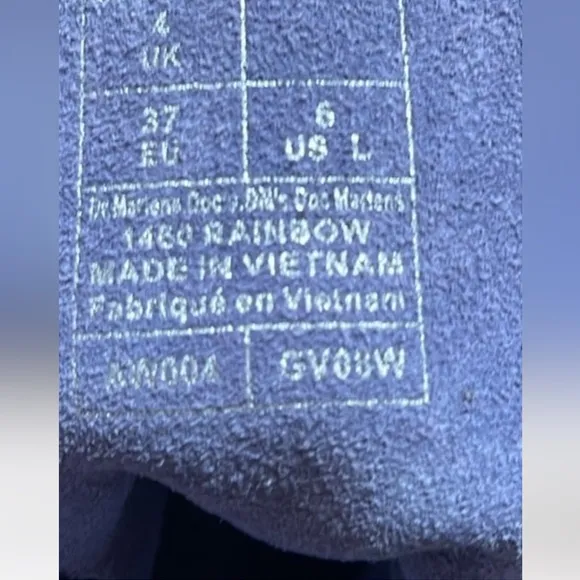 4
UK
37 6
EU US L
Dr. Martens, Doc's, DM's, Doc Martens
1460 RAINBOW
MADE IN VIETNAM
Fabriqué en Vietnam
AW004 GV08W